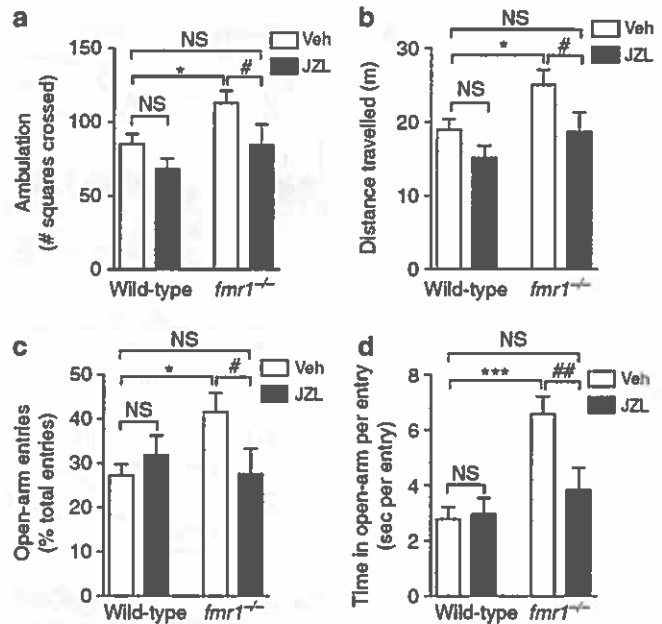 a
NS
Veh
JZL
*
#
NS
Ambulation
(# squares crossed)
150
100
50
0
Wild-type
fmr1⁻/⁻
b
NS
Veh
JZL
*
#
NS
Distance travelled (m)
30
20
10
0
Wild-type
fmr1⁻/⁻
c
NS
Veh
JZL
*
#
NS
Open-arm entries
(% total entries)
50
40
30
20
10
0
Wild-type
fmr1⁻/⁻
d
NS
Veh
JZL
***
##
NS
Time in open-arm per entry
(sec per entry)
8
6
4
2
0
Wild-type
fmr1⁻/⁻